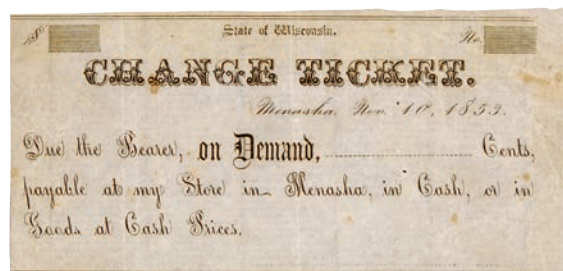 $ State of Wisconsin. No.
CHANGE TICKET.
Menasha, Nov. 10, 1853.
Due the Bearer, on Demand, .................... Cents,
payable at my Store in Menasha, in Cash, or in
Goods at Cash Prices.